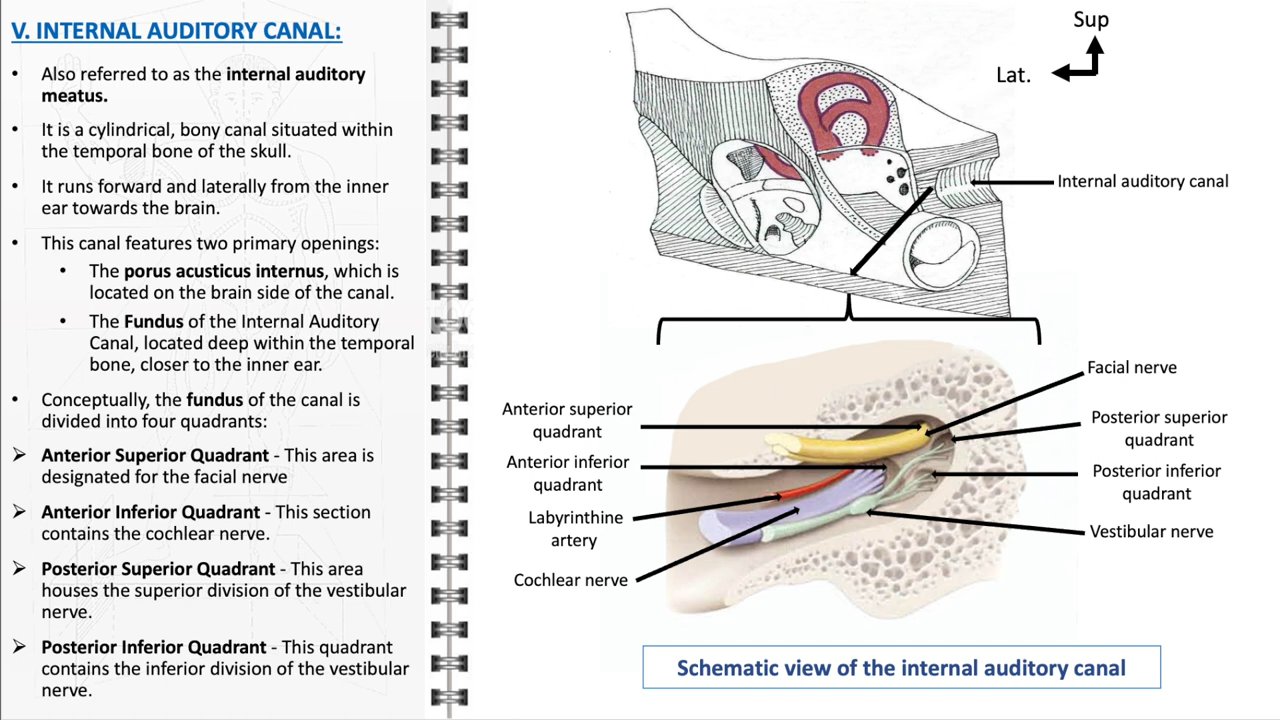 V. INTERNAL AUDITORY CANAL:
• Also referred to as the internal auditory
meatus.
• It is a cylindrical, bony canal situated within
the temporal bone of the skull.
• It runs forward and laterally from the inner
ear towards the brain.
• This canal features two primary openings:
• The porus acusticus internus, which is
located on the brain side of the canal.
• The Fundus of the Internal Auditory
Canal, located deep within the temporal
bone, closer to the inner ear.
• Conceptually, the fundus of the canal is
divided into four quadrants:
➢ Anterior Superior Quadrant - This area is
designated for the facial nerve
➢ Anterior Inferior Quadrant - This section
contains the cochlear nerve.
➢ Posterior Superior Quadrant - This area
houses the superior division of the vestibular
nerve.
➢ Posterior Inferior Quadrant - This quadrant
contains the inferior division of the vestibular
nerve.
Sup
Lat.
Internal auditory canal
Facial nerve
Anterior superior
quadrant
Posterior superior
quadrant
Anterior inferior
quadrant
Posterior inferior
quadrant
Labyrinthine
artery
Vestibular nerve
Cochlear nerve
Schematic view of the internal auditory canal